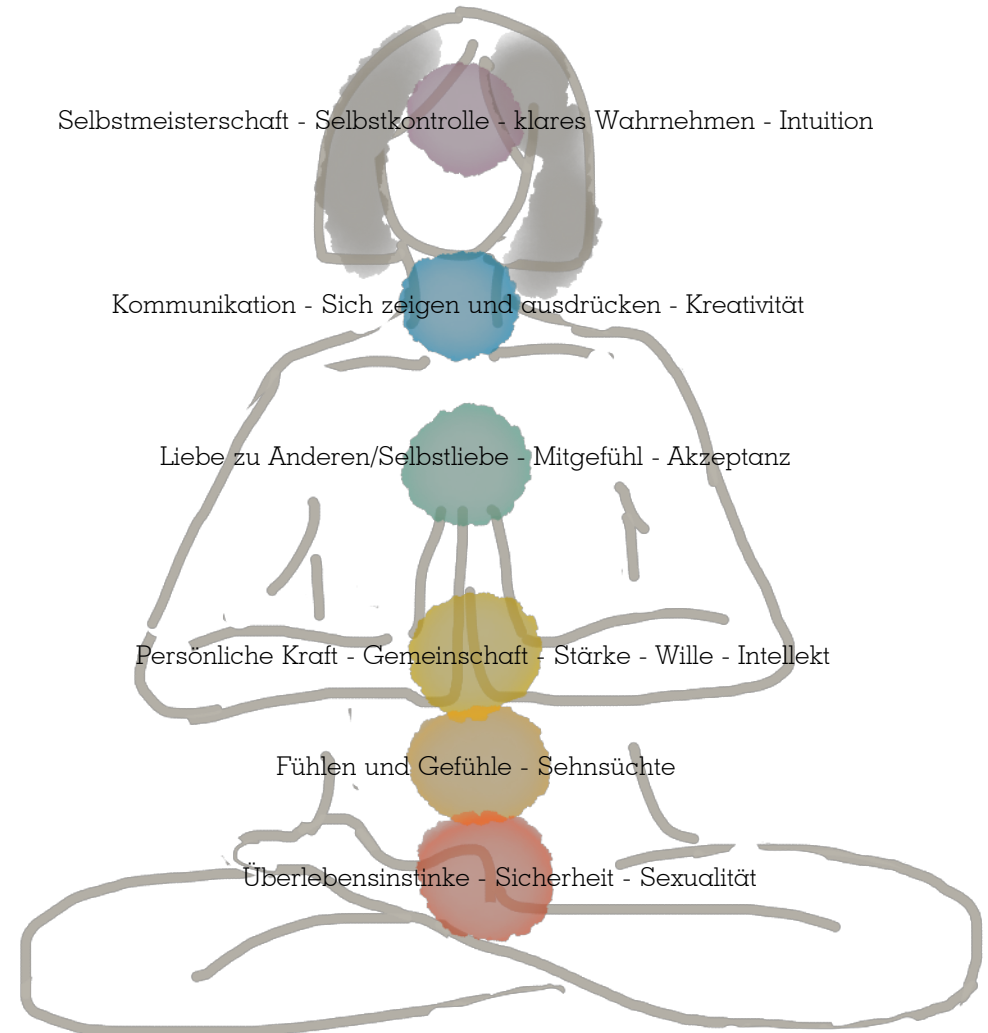 Selbstmeisterschaft - Selbstkontrolle - klares Wahrnehmen - Intuition
Kommunikation - Sich zeigen und ausdrücken - Kreativität
Liebe zu Anderen/Selbstliebe - Mitgefühl - Akzeptanz
Persönliche Kraft - Gemeinschaft - Stärke - Wille - Intellekt
Fühlen und Gefühle - Sehnsüchte
Überlebensinstinke - Sicherheit - Sexualität